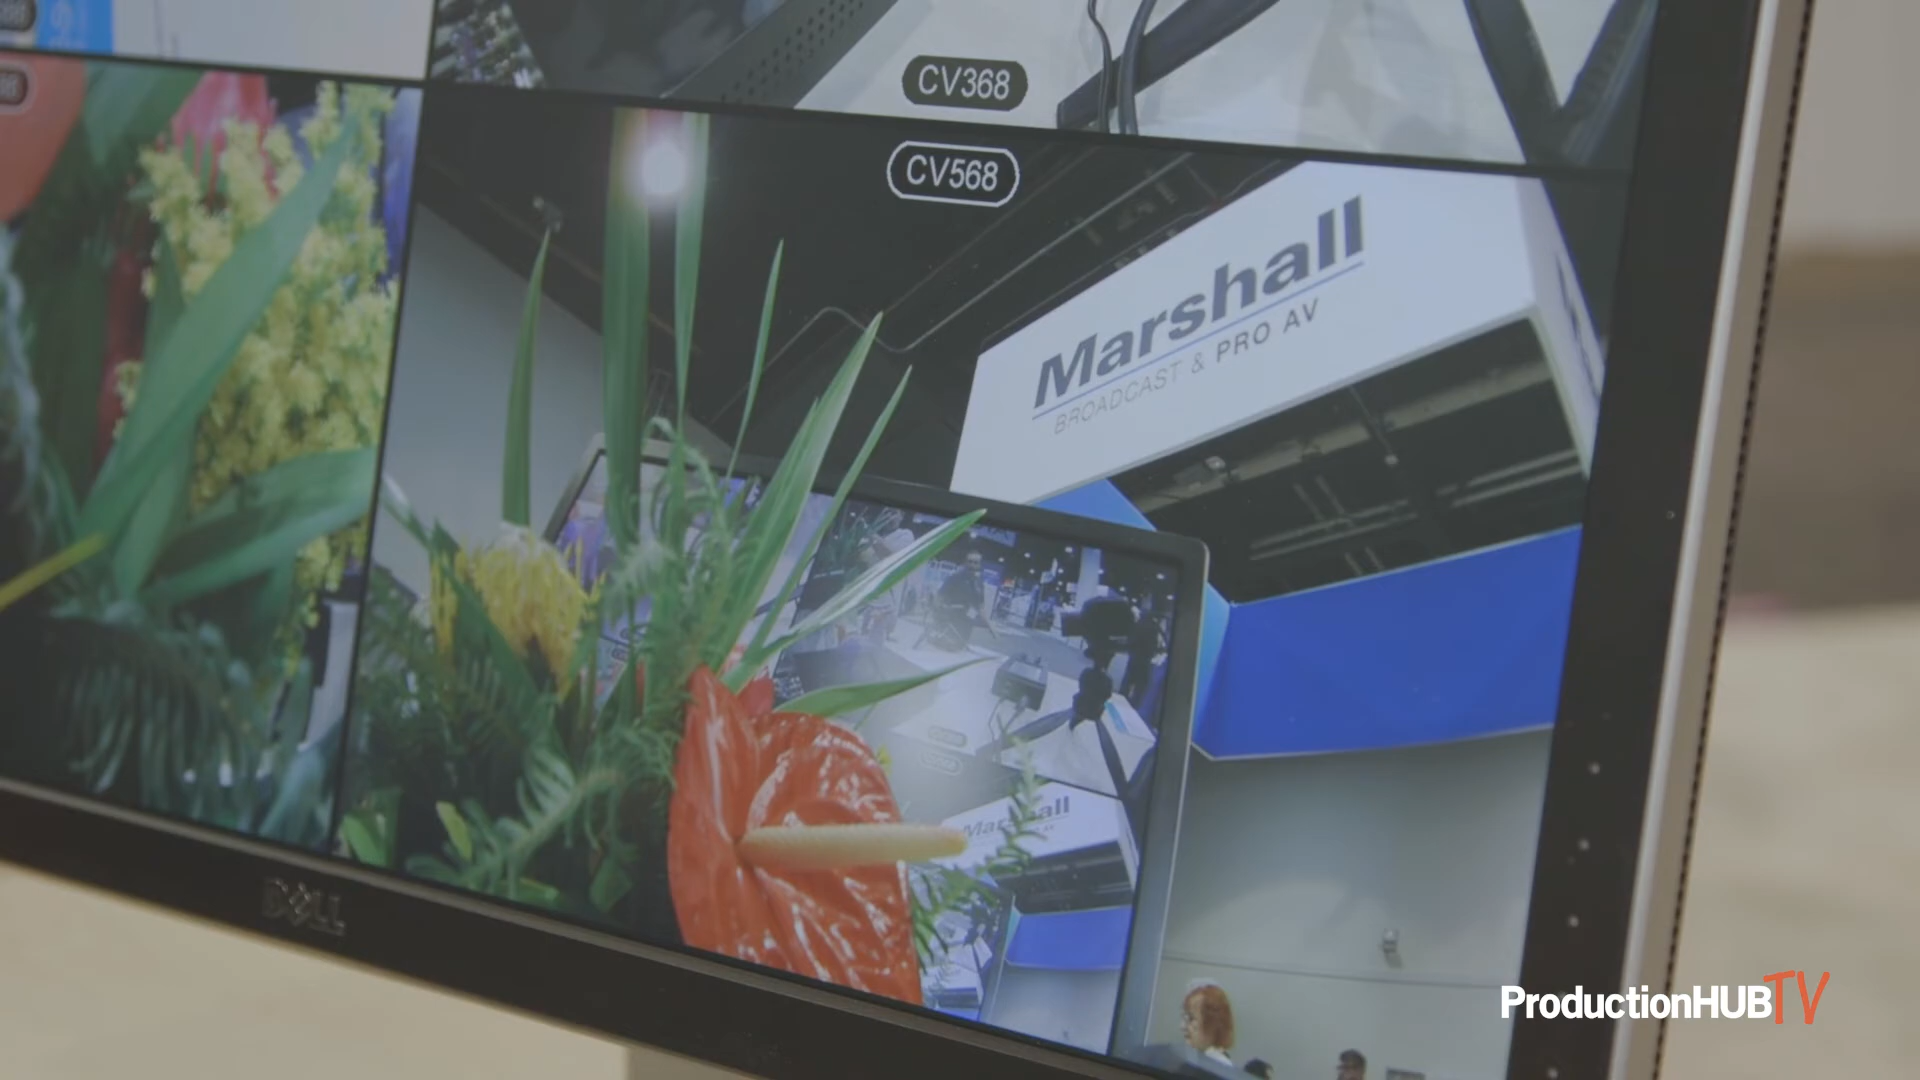 CV368
CV568
Marshall
BROADCAST & PRO AV
Marshall
DELL
ProductionHUBTV